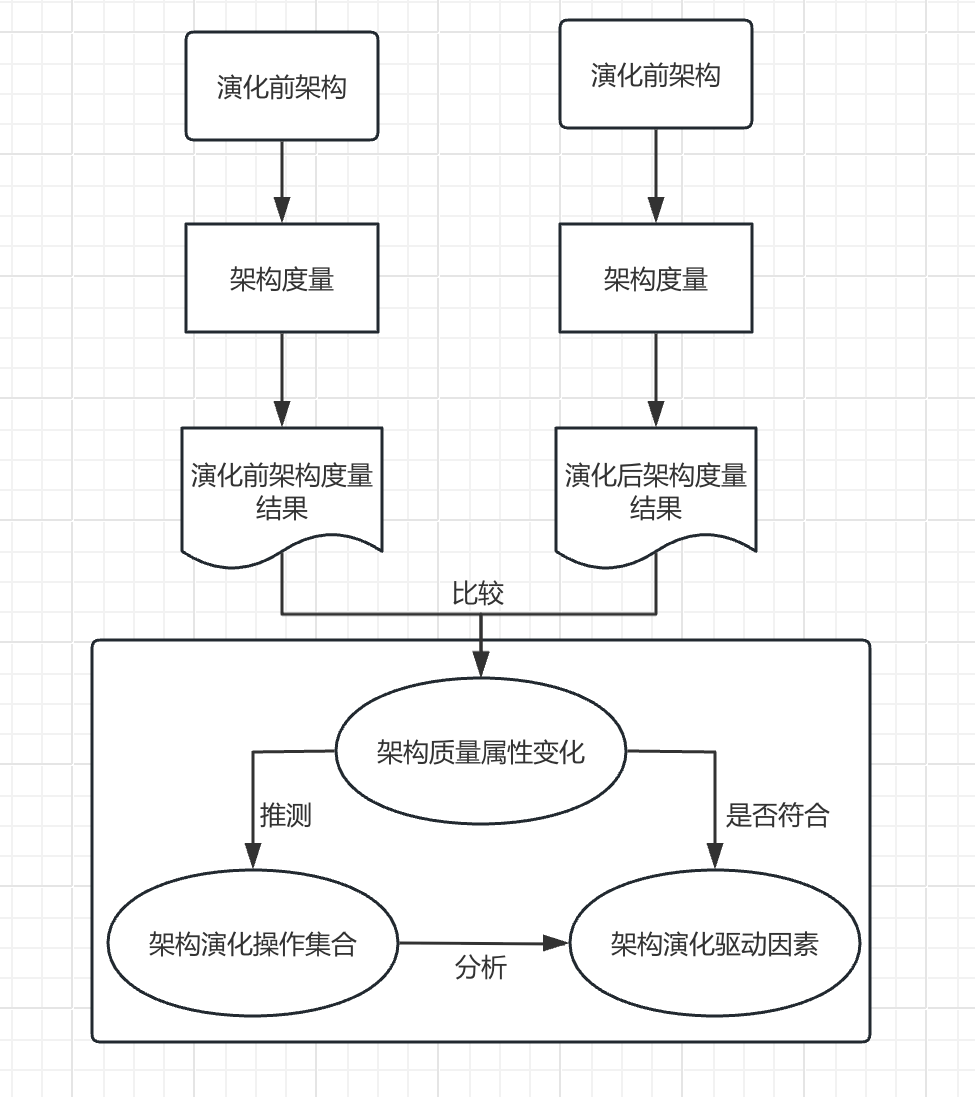 演化前架构
演化前架构
架构度量
架构度量
演化前架构度量
结果
演化后架构度量
结果
比较
架构质量属性变化
推测
是否符合
架构演化操作集合
分析
架构演化驱动因素